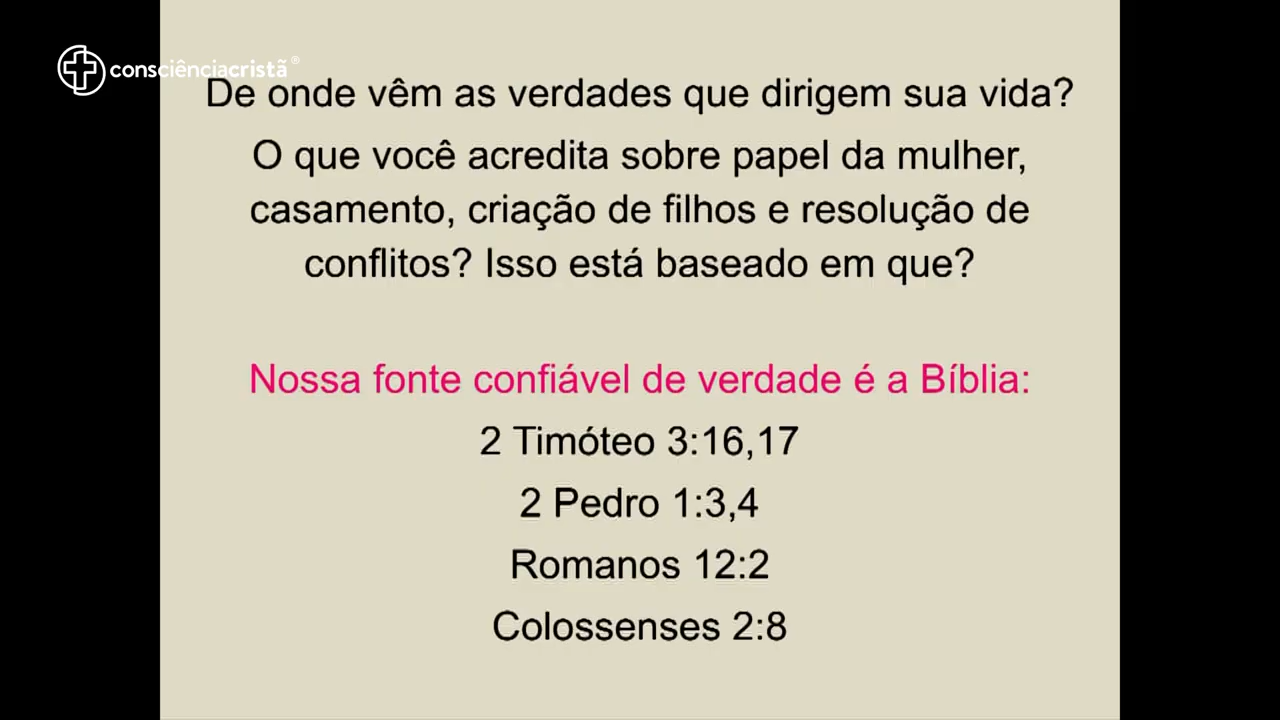 consciênciacristã®
De onde vêm as verdades que dirigem sua vida?
O que você acredita sobre papel da mulher,
casamento, criação de filhos e resolução de
conflitos? Isso está baseado em que?
Nossa fonte confiável de verdade é a Bíblia:
2 Timóteo 3:16,17
2 Pedro 1:3,4
Romanos 12:2
Colossenses 2:8